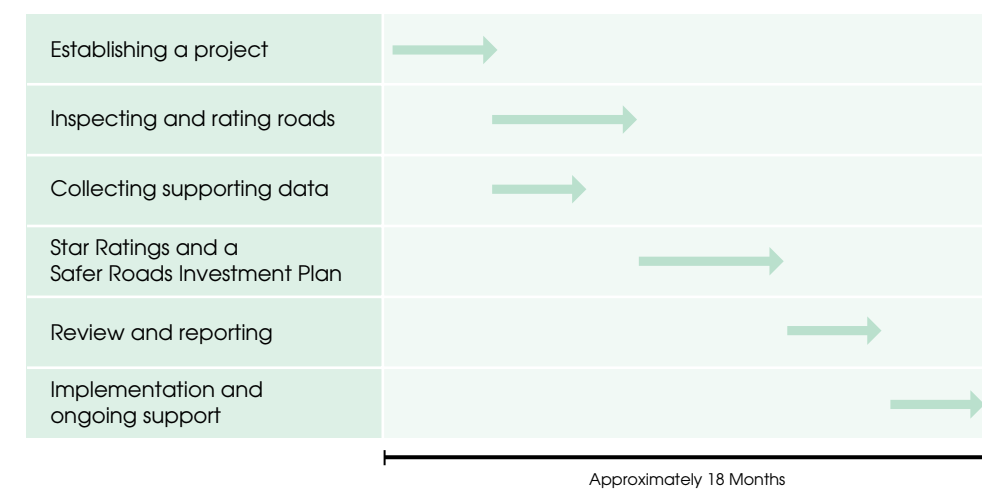 Establishing a project
Inspecting and rating roads
Collecting supporting data
Star Ratings and a
Safer Roads Investment Plan
Review and reporting
Implementation and
ongoing support
Approximately 18 Months